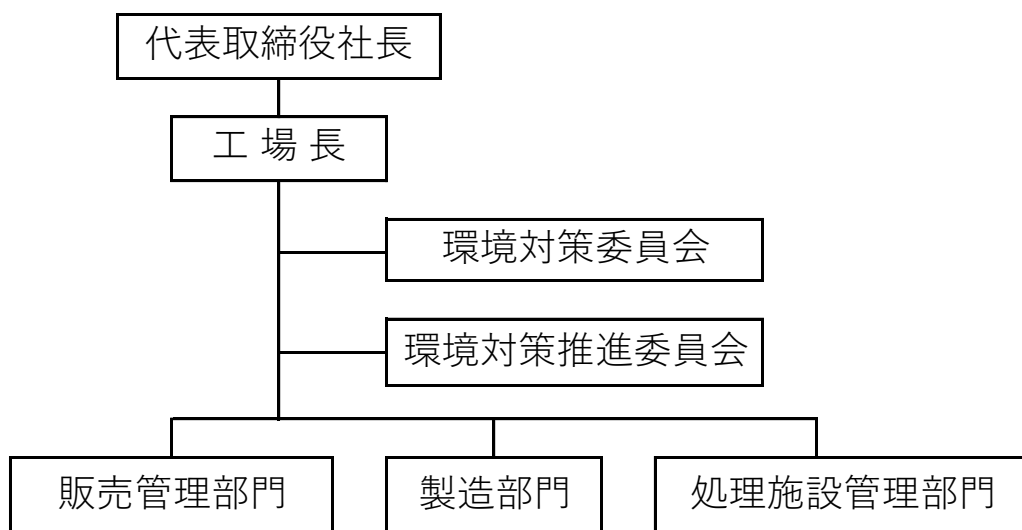 代表取締役社長
工 場 長
環境対策委員会
環境対策推進委員会
販売管理部門
製造部門
処理施設管理部門